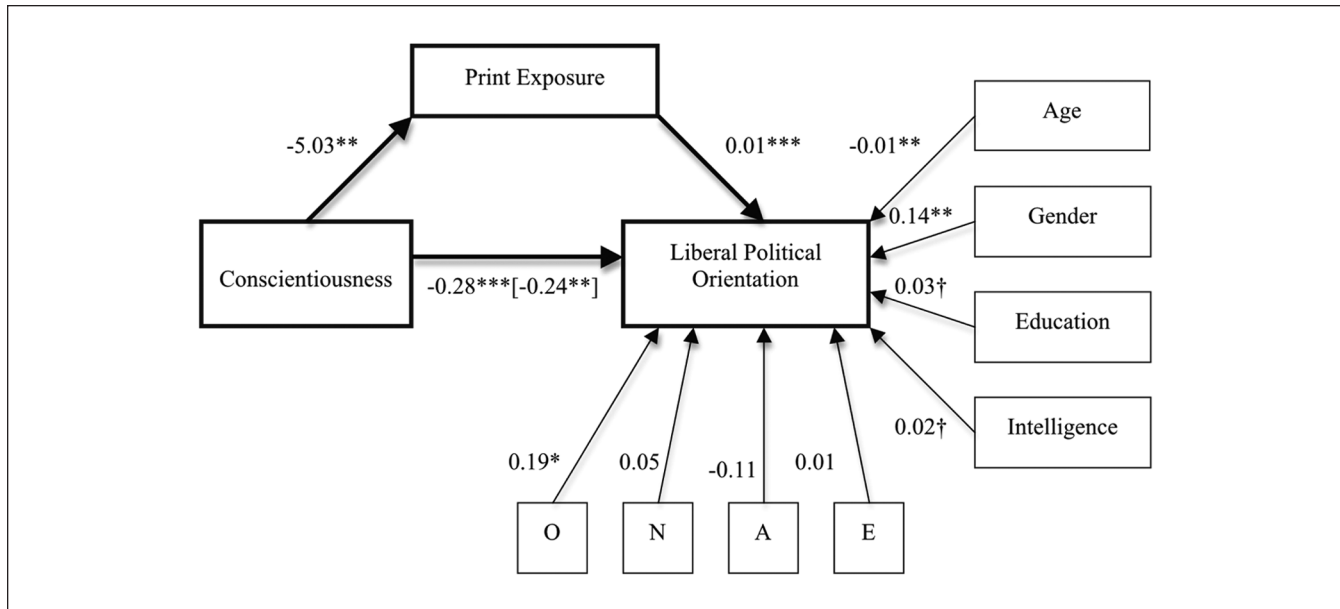 Print Exposure
Age
-5.03**
0.01***
-0.01**
Gender
0.14**
Conscientiousness
Liberal Political
Orientation
-0.28***[-0.24**]
0.03†
Education
0.02†
Intelligence
0.19*
0.05
-0.11
0.01
O
N
A
E